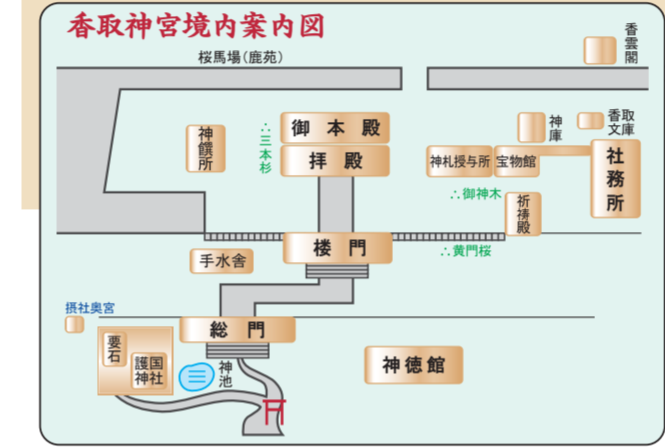 香取神宮境内案内図
桜馬場(鹿苑)
香雲閣
神饌所
∴三本杉
御本殿
拝殿
神庫
香取文庫
神札授与所
宝物館
社務所
∴御神木
祈祷殿
手水舎
楼門
∴黄門桜
摂社奥宮
総門
要石
護国神社
神池
神徳館